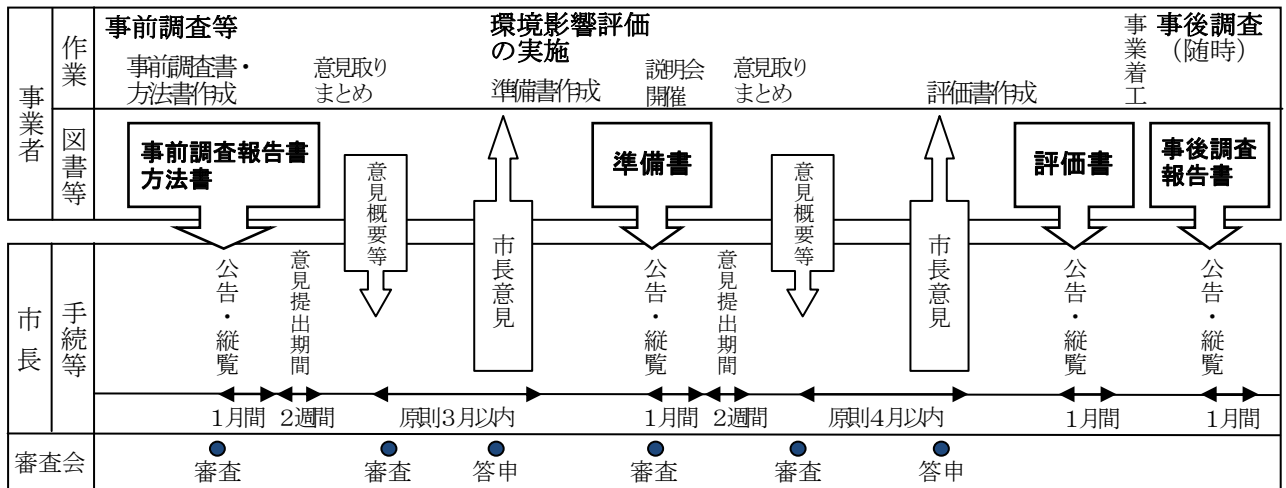 事業者
作業
事前調査等
事前調査書・
方法書作成
意見取り
まとめ
環境影響評価
の実施
準備書作成
説明会
開催
意見取り
まとめ
評価書作成
事業着工
事後調査
(随時)
図書等
事前調査報告書
方法書
意見概要等
準備書
意見概要等
評価書
事後調査
報告書
市長
手続等
公告・縦覧
意見提出期間
市長意見
公告・縦覧
意見提出期間
市長意見
公告・縦覧
公告・縦覧
1月間
2週間
原則3月以内
1月間
2週間
原則4月以内
1月間
1月間
審査会
審査
審査
答申
審査
審査
答申